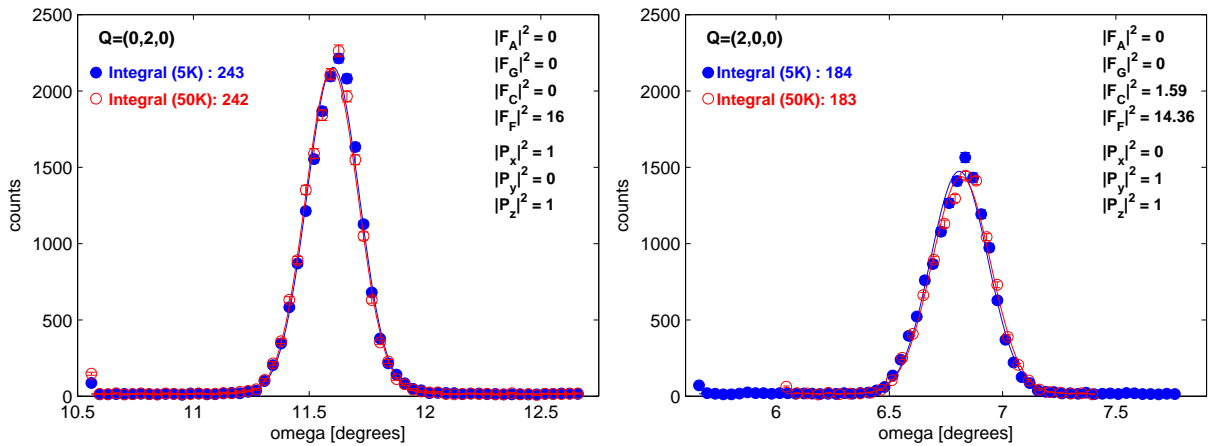 2500
2000
1500
1000
500
0
counts
10.5
11
11.5
12
12.5
omega [degrees]
Q=(0,2,0)
Integral (5K) : 243
Integral (50K): 242
|F_A|^2 = 0
|F_G|^2 = 0
|F_C|^2 = 0
|F_F|^2 = 16
|P_x|^2 = 1
|P_y|^2 = 0
|P_z|^2 = 1
2500
2000
1500
1000
500
0
counts
6
6.5
7
7.5
omega [degrees]
Q=(2,0,0)
Integral (5K) : 184
Integral (50K): 183
|F_A|^2 = 0
|F_G|^2 = 0
|F_C|^2 = 1.59
|F_F|^2 = 14.36
|P_x|^2 = 0
|P_y|^2 = 1
|P_z|^2 = 1